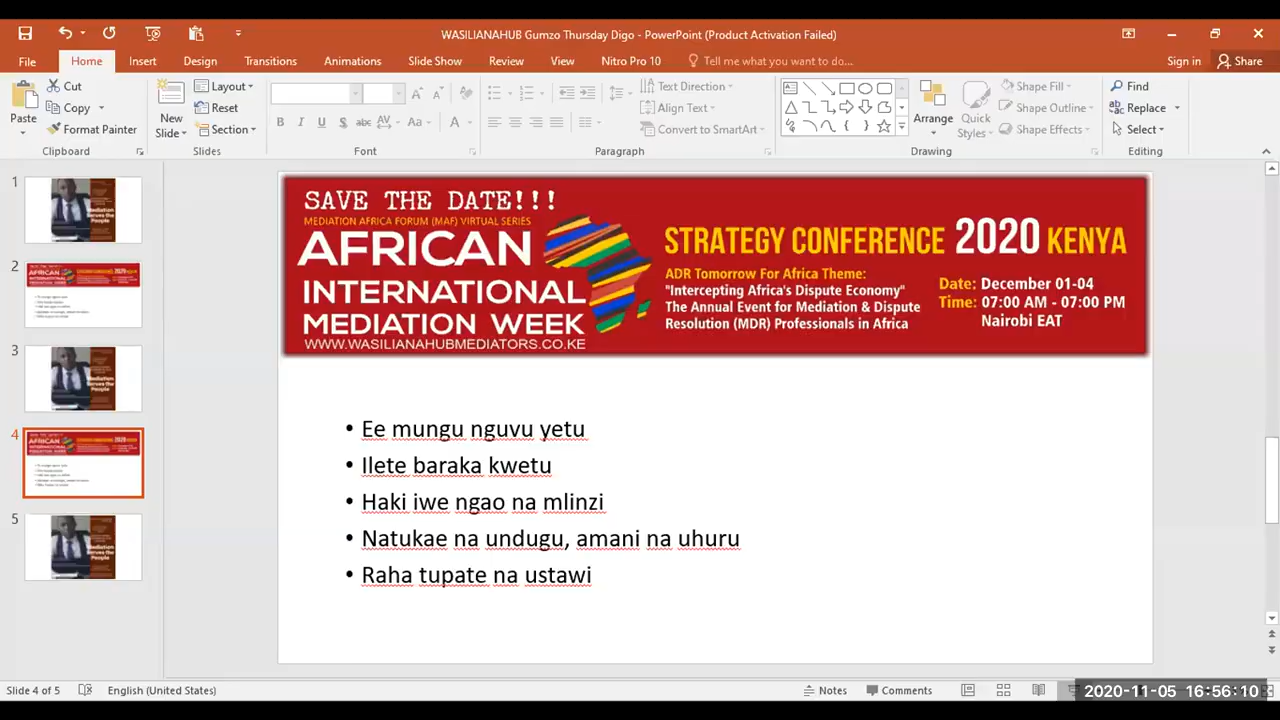 WASILIANAHUB Gumzo Thursday Digo - PowerPoint (Product Activation Failed)
File
Home
Insert
Design
Transitions
Animations
Slide Show
Review
View
Nitro Pro 10
Tell me what you want to do...
Sign in
Share
Paste
Cut
Copy
Format Painter
Clipboard
New Slide
Layout
Reset
Section
Slides
B I U S abc AV Aa A
Font
Text Direction
Align Text
Convert to SmartArt
Paragraph
Arrange
Quick Styles
Shape Fill
Shape Outline
Shape Effects
Drawing
Find
Replace
Select
Editing
1
2
3
4
5
SAVE THE DATE!!!
MEDIATION AFRICA FORUM (MAF) VIRTUAL SERIES
AFRICAN
INTERNATIONAL
MEDIATION WEEK
WWW.WASILIANAHUBMEDIATORS.CO.KE
STRATEGY CONFERENCE 2020 KENYA
ADR Tomorrow For Africa Theme:
"Intercepting Africa's Dispute Economy"
The Annual Event for Mediation & Dispute
Resolution (MDR) Professionals in Africa
Date: December 01-04
Time: 07:00 AM - 07:00 PM
Nairobi EAT
• Ee mungu nguvu yetu
• Ilete baraka kwetu
• Haki iwe ngao na mlinzi
• Natukae na undugu, amani na uhuru
• Raha tupate na ustawi
Slide 4 of 5
English (United States)
Notes
Comments
2020-11-05 16:56:10